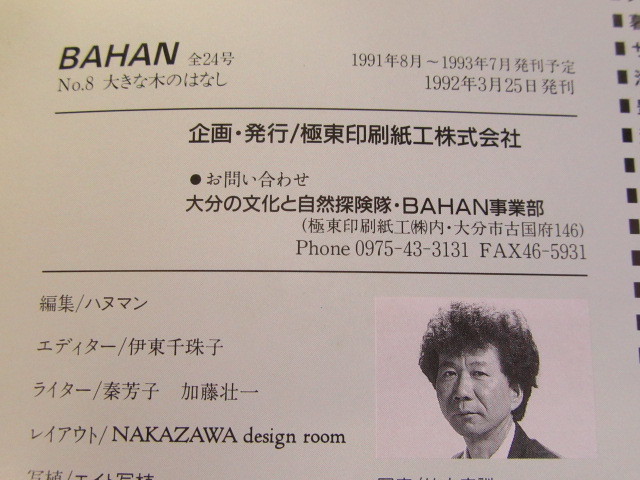 BAHAN 全24号
1991年8月～1993年7月発刊予定
No.8 大きな木のはなし
1992年3月25日発刊
企画・発行/極東印刷紙工株式会社
●お問い合わせ
大分の文化と自然探険隊・BAHAN事業部
(極東印刷紙工㈱内・大分市古国府146)
Phone 0975-43-3131 FAX46-5931
編集/ハヌマン
エディター/伊東千珠子
ライター/秦芳子 加藤壮一
レイアウト/NAKAZAWA design room
写植/エイト写植